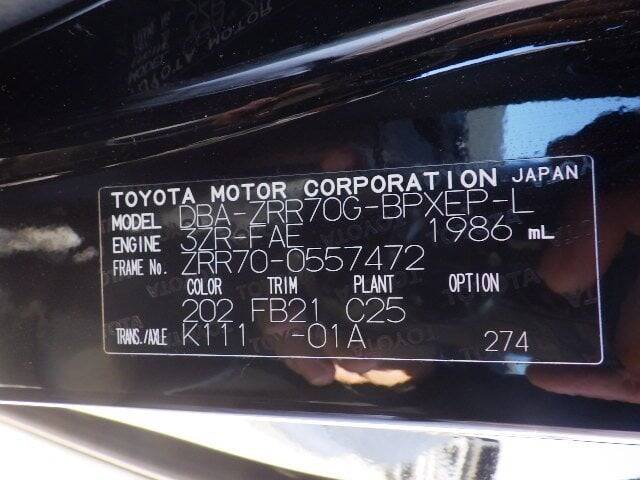 TOYOTA MOTOR CORPORATION JAPAN
MODEL DBA-ZRR70G-BPXEP-L
ENGINE 3ZR-FAE 1986 mL
FRAME No. ZRR70-0557472
COLOR TRIM PLANT OPTION
202 FB21 C25
TRANS./AXLE K111 -01A 274